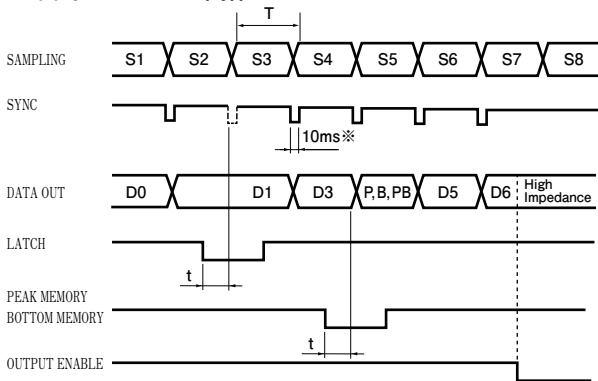 T
SAMPLING S1 S2 S3 S4 S5 S6 S7 S8
SYNC
10ms※
DATA OUT D0 D1 D3 P, B, PB D5 D6 High
Impedance
LATCH
t
PEAK MEMORY
BOTTOM MEMORY
t
OUTPUT ENABLE